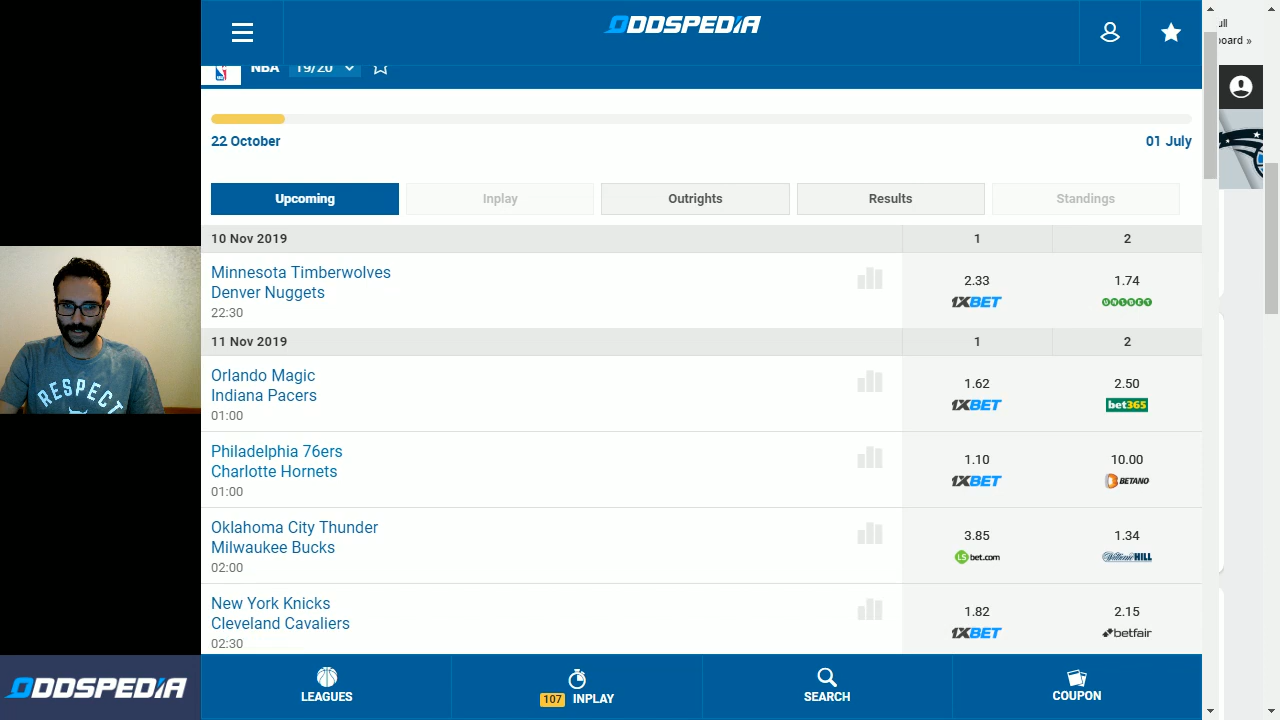 ODDSPEDIA
ull
board »
NBA 19/20
22 October
01 July
Upcoming
Inplay
Outrights
Results
Standings
10 Nov 2019 1 2
Minnesota Timberwolves
Denver Nuggets
22:30
2.33
1XBET
1.74
UNIBET
11 Nov 2019 1 2
Orlando Magic
Indiana Pacers
01:00
1.62
1XBET
2.50
bet365
Philadelphia 76ers
Charlotte Hornets
01:00
1.10
1XBET
10.00
BETANO
Oklahoma City Thunder
Milwaukee Bucks
02:00
3.85
LSbet.com
1.34
William HILL
New York Knicks
Cleveland Cavaliers
02:30
1.82
1XBET
2.15
betfair
RESPECT
ODDSPEDIA
LEAGUES
107 INPLAY
SEARCH
COUPON